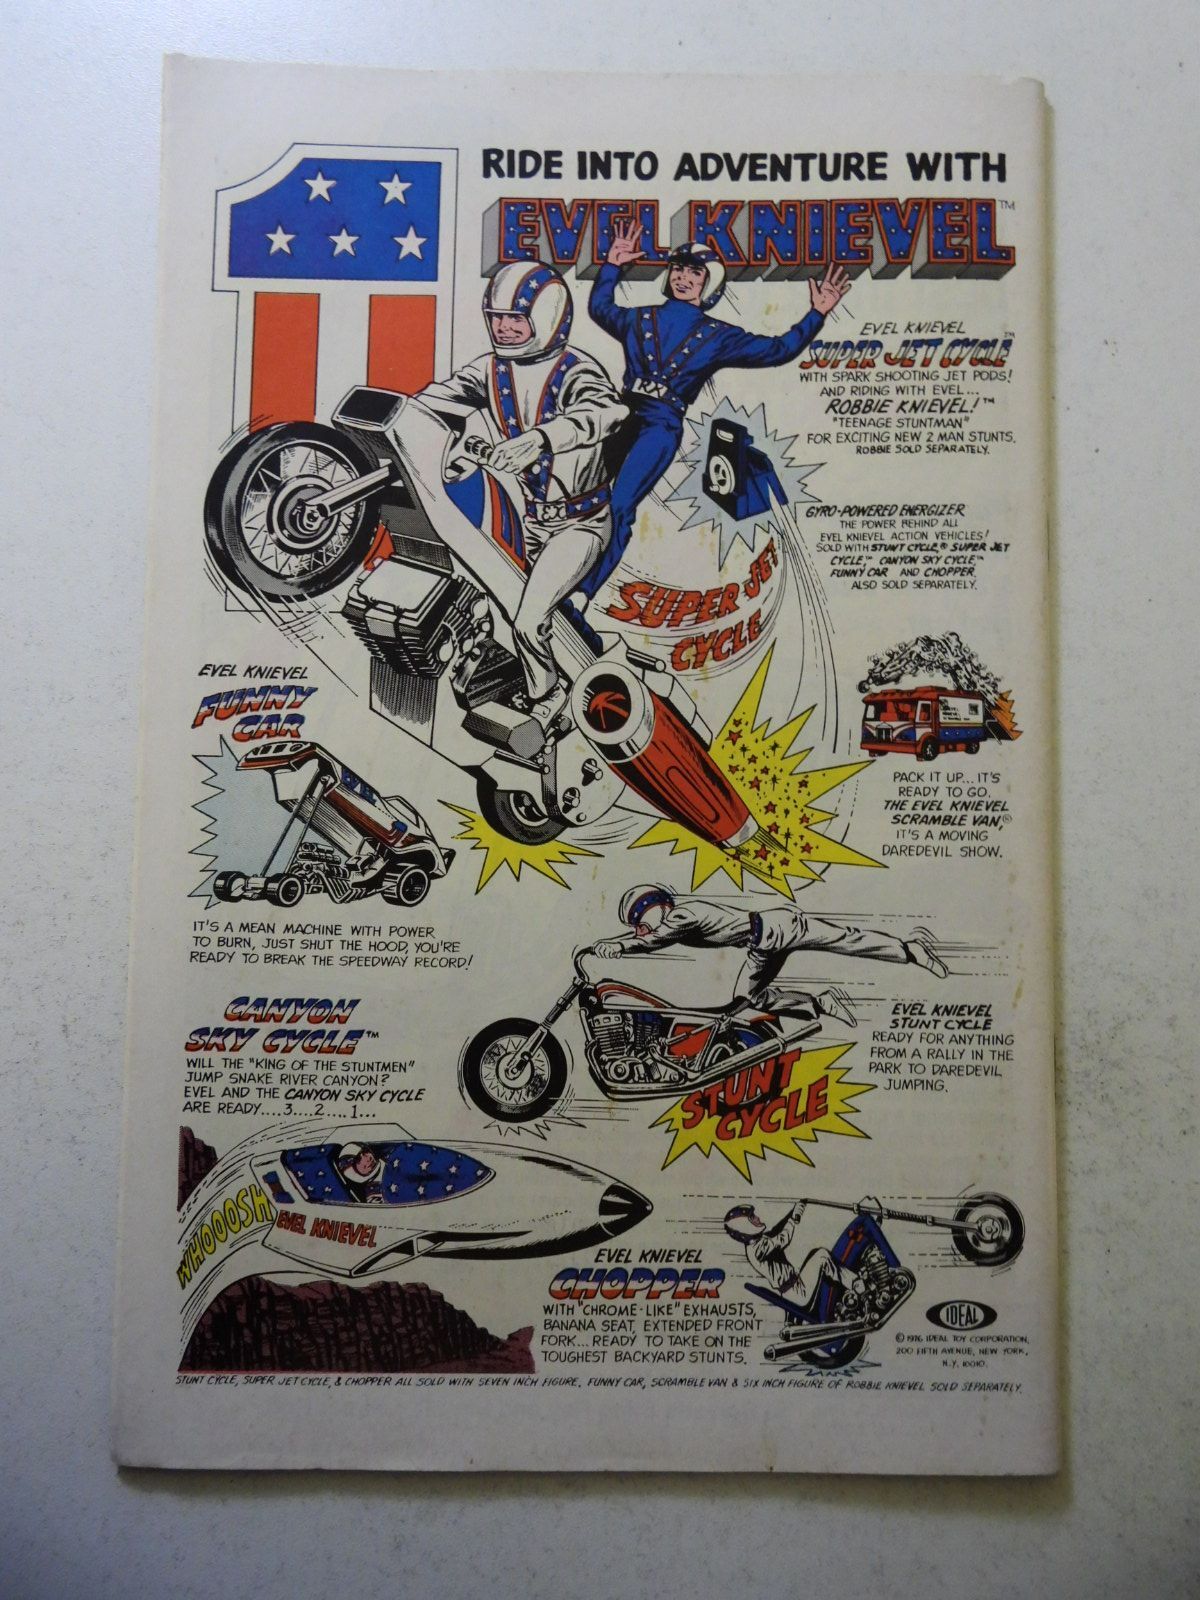 RIDE INTO ADVENTURE WITH
EVEL KNIEVEL™
EVEL KNIEVEL
SUPER JET CYCLE™
WITH SPARK SHOOTING JET PODS!
AND RIDING WITH EVEL...
ROBBIE KNIEVEL!™
"TEENAGE STUNTMAN"
FOR EXCITING NEW 2 MAN STUNTS.
ROBBIE SOLD SEPARATELY.
RX
EX
GYRO-POWERED ENERGIZER
THE POWER BEHIND ALL
EVEL KNIEVEL ACTION VEHICLES!
SOLD WITH STUNT CYCLE,® SUPER JET
CYCLE,™ CANYON SKY CYCLE,™
FUNNY CAR AND CHOPPER.
ALSO SOLD SEPARATELY.
SUPER JET
CYCLE
EVEL KNIEVEL
FUNNY
CAR
EVEL
IT'S A MEAN MACHINE WITH POWER
TO BURN, JUST SHUT THE HOOD, YOU'RE
READY TO BREAK THE SPEEDWAY RECORD!
PACK IT UP... IT'S
READY TO GO.
THE EVEL KNIEVEL
SCRAMBLE VAN,®
IT'S A MOVING
DAREDEVIL SHOW.
CANYON
SKY CYCLE™
WILL THE "KING OF THE STUNTMEN"
JUMP SNAKE RIVER CANYON?
EVEL AND THE CANYON SKY CYCLE
ARE READY....3....2....1...
EVEL KNIEVEL
STUNT CYCLE
READY FOR ANYTHING
FROM A RALLY IN THE
PARK TO DAREDEVIL
JUMPING.
STUNT
CYCLE
WHOOOOSH
EVEL KNIEVEL
EVEL KNIEVEL
CHOPPER
WITH "CHROME-LIKE" EXHAUSTS,
BANANA SEAT, EXTENDED FRONT
FORK... READY TO TAKE ON THE
TOUGHEST BACKYARD STUNTS.
IDEAL
© 1976 IDEAL TOY CORPORATION,
200 FIFTH AVENUE, NEW YORK,
N.Y. 10010.
STUNT CYCLE, SUPER JET CYCLE, & CHOPPER ALL SOLD WITH SEVEN INCH FIGURE. FUNNY CAR, SCRAMBLE VAN & SIX INCH FIGURE OF ROBBIE KNIEVEL SOLD SEPARATELY.